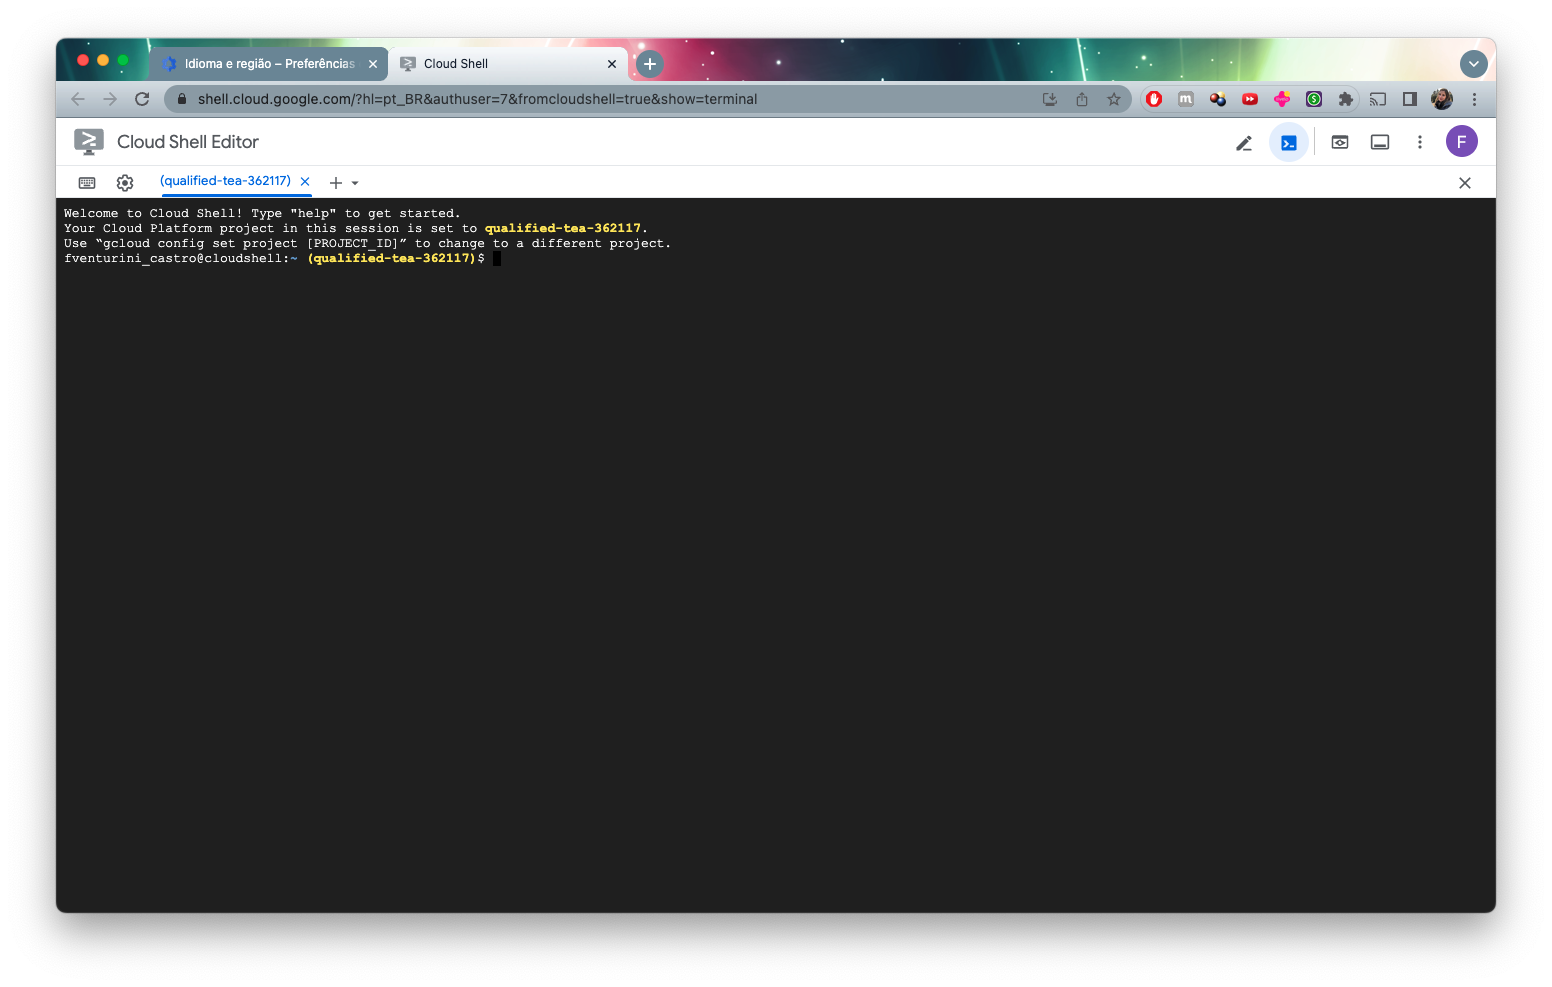 Idioma e região – Preferências
Cloud Shell
shell.cloud.google.com/?hl=pt_BR&authuser=7&fromcloudshell=true&show=terminal
m
Cloud Shell Editor
F
(qualified-tea-362117)
Welcome to Cloud Shell! Type "help" to get started.
Your Cloud Platform project in this session is set to qualified-tea-362117.
Use “gcloud config set project [PROJECT_ID]” to change to a different project.
fventurini_castro@cloudshell:~ (qualified-tea-362117)$